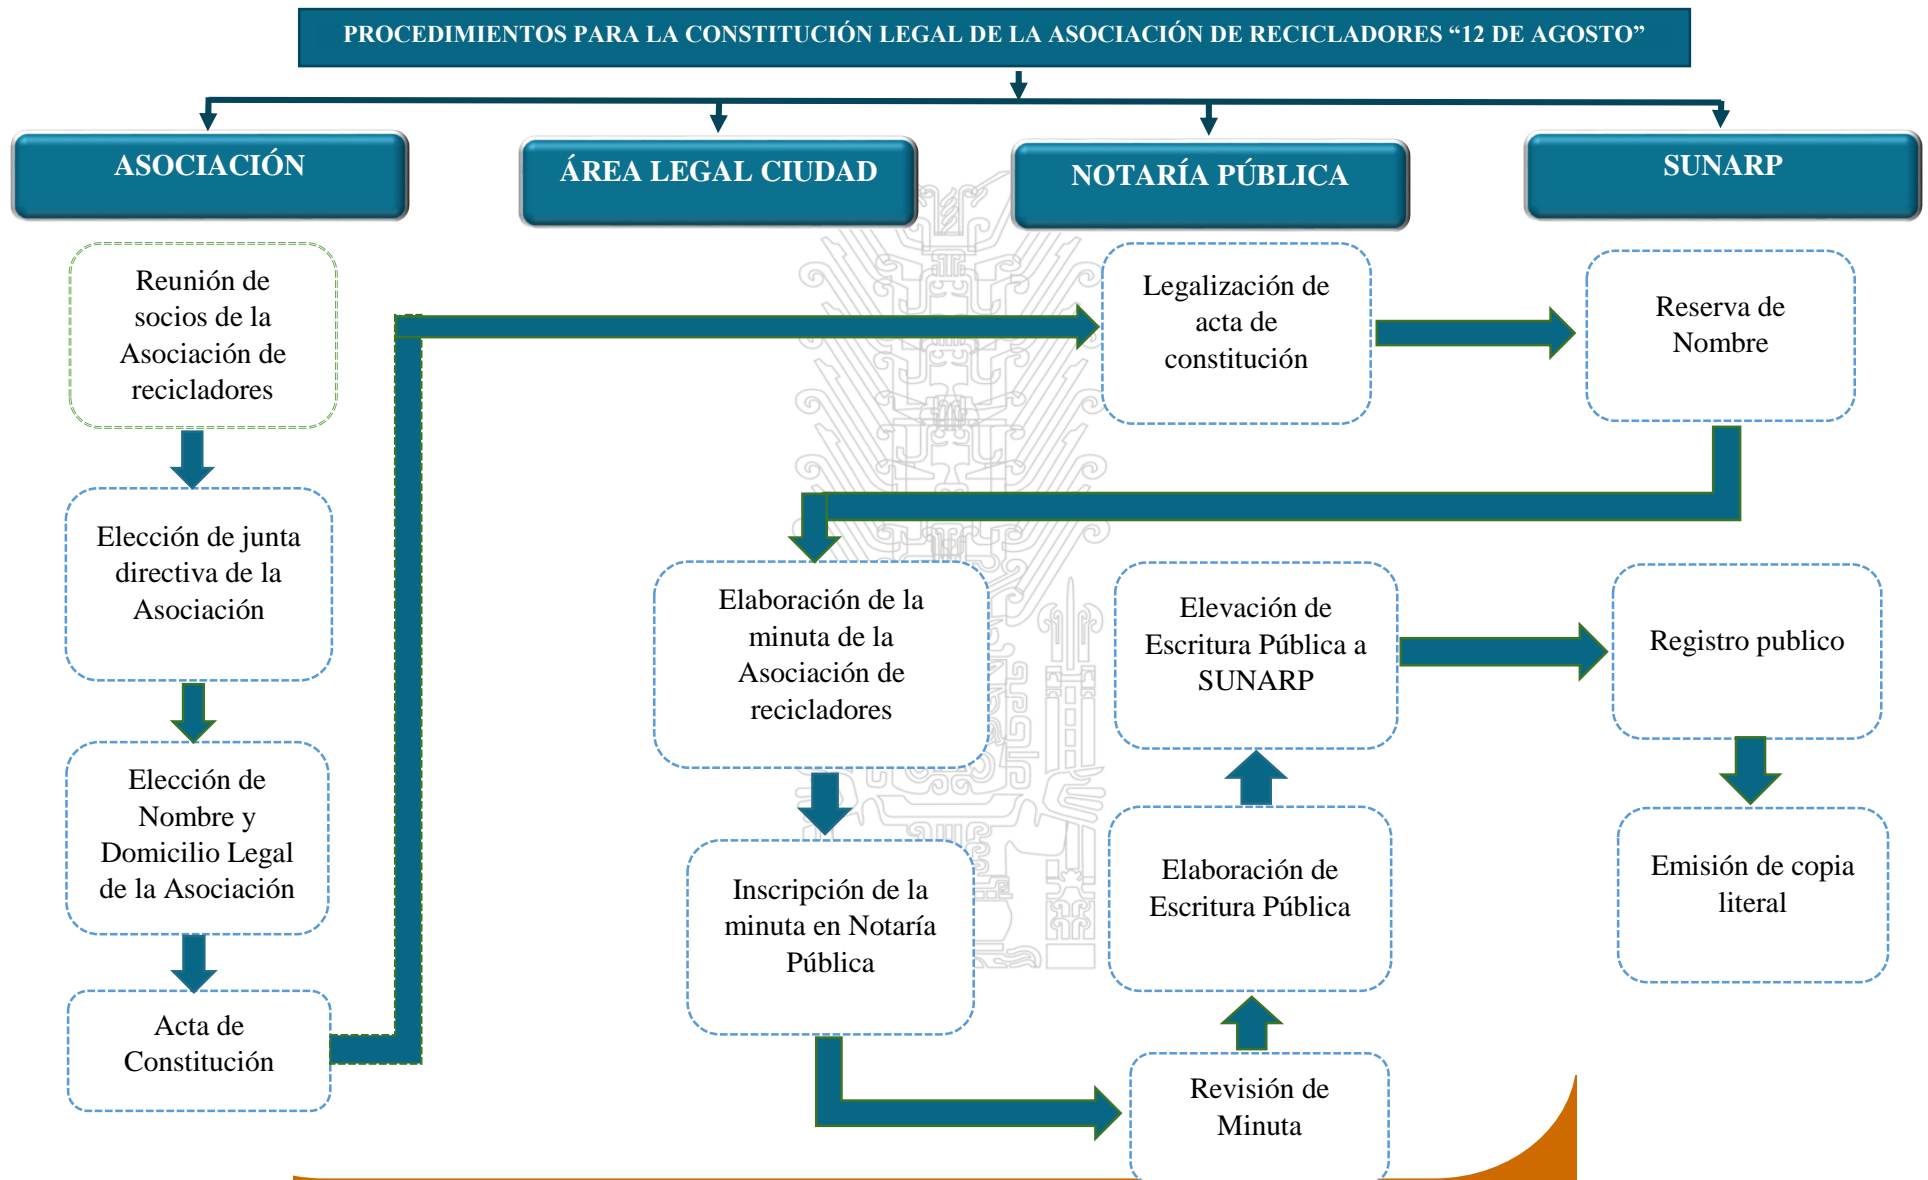 PROCEDIMIENTOS PARA LA CONSTITUCIÓN LEGAL DE LA ASOCIACIÓN DE RECICLADORES “12 DE AGOSTO”
ASOCIACIÓN
ÁREA LEGAL CIUDAD
NOTARÍA PÚBLICA
SUNARP
Reunión de
socios de la
Asociación de
recicladores
Elección de junta
directiva de la
Asociación
Elección de
Nombre y
Domicilio Legal
de la Asociación
Acta de
Constitución
Legalización de
acta de
constitución
Reserva de
Nombre
Elaboración de la
minuta de la
Asociación de
recicladores
Inscripción de la
minuta en Notaría
Pública
Revisión de
Minuta
Elaboración de
Escritura Pública
Elevación de
Escritura Pública a
SUNARP
Registro publico
Emisión de copia
literal